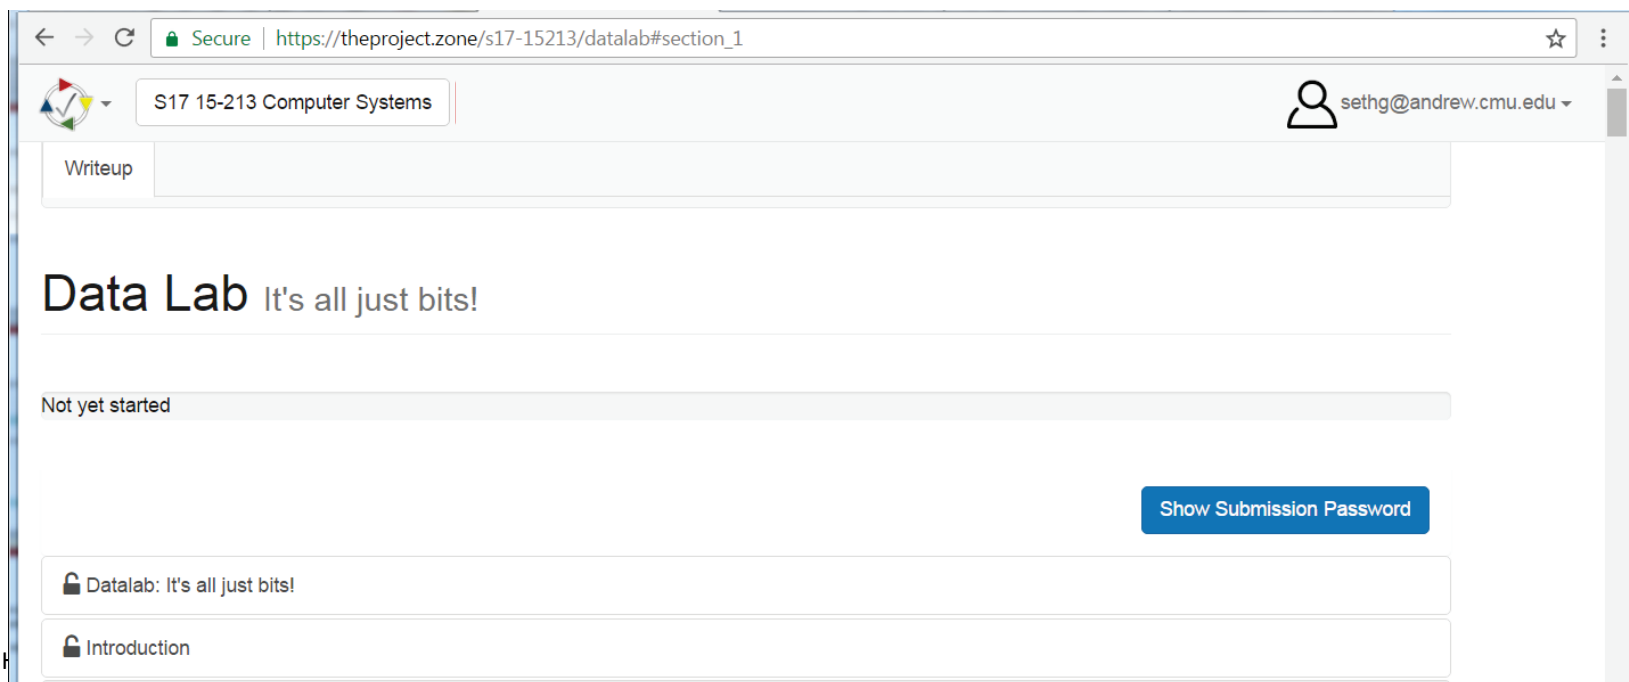 Secure | https://theproject.zone/s17-15213/datalab#section_1
S17 15-213 Computer Systems
sethg@andrew.cmu.edu
Writeup
Data Lab It's all just bits!
Not yet started
Show Submission Password
Datalab: It's all just bits!
Introduction